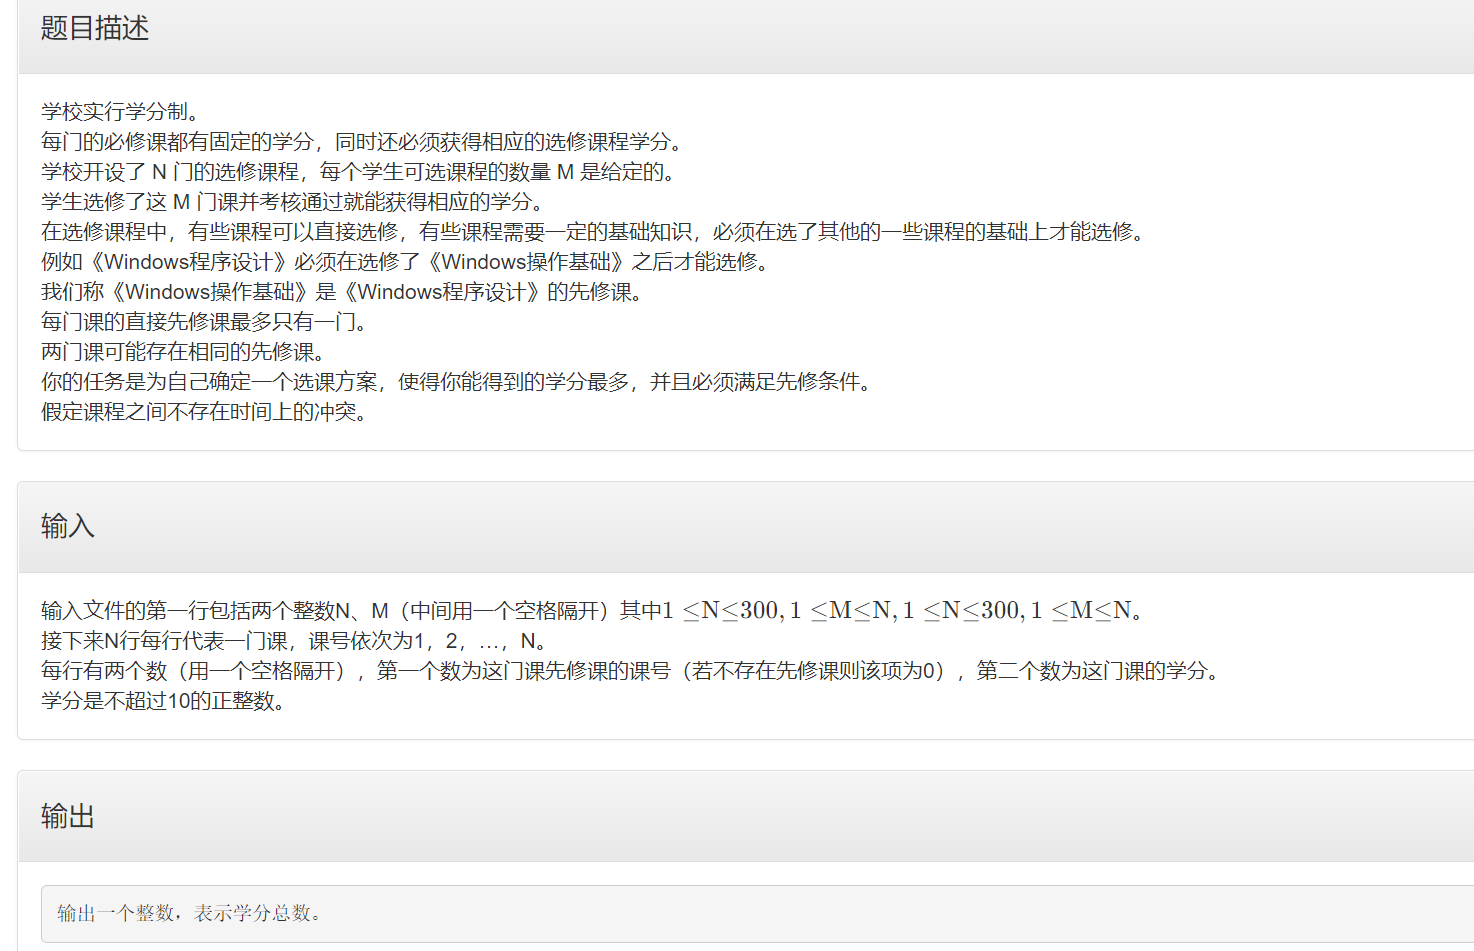 题目描述
学校实行学分制。
每门的必修课都有固定的学分，同时还必须获得相应的选修课程学分。
学校开设了 N 门的选修课程，每个学生可选课程的数量 M 是给定的。
学生选修了这 M 门课并考核通过就能获得相应的学分。
在选修课程中，有些课程可以直接选修，有些课程需要一定的基础知识，必须在选了其他的一些课程的基础上才能选修。
例如《Windows程序设计》必须在选修了《Windows操作基础》之后才能选修。
我们称《Windows操作基础》是《Windows程序设计》的先修课。
每门课的直接先修课最多只有一门。
两门课可能存在相同的先修课。
你的任务是为自己确定一个选课方案，使得你能得到的学分最多，并且必须满足先修条件。
假定课程之间不存在时间上的冲突。
输入
输入文件的第一行包括两个整数N、M（中间用一个空格隔开）其中1 ≤N≤300, 1 ≤M≤N, 1 ≤N≤300, 1 ≤M≤N。
接下来N行每行代表一门课，课号依次为1，2，…，N。
每行有两个数（用一个空格隔开），第一个数为这门课先修课的课号（若不存在先修课则该项为0），第二个数为这门课的学分。
学分是不超过10的正整数。
输出
输出一个整数，表示学分总数。